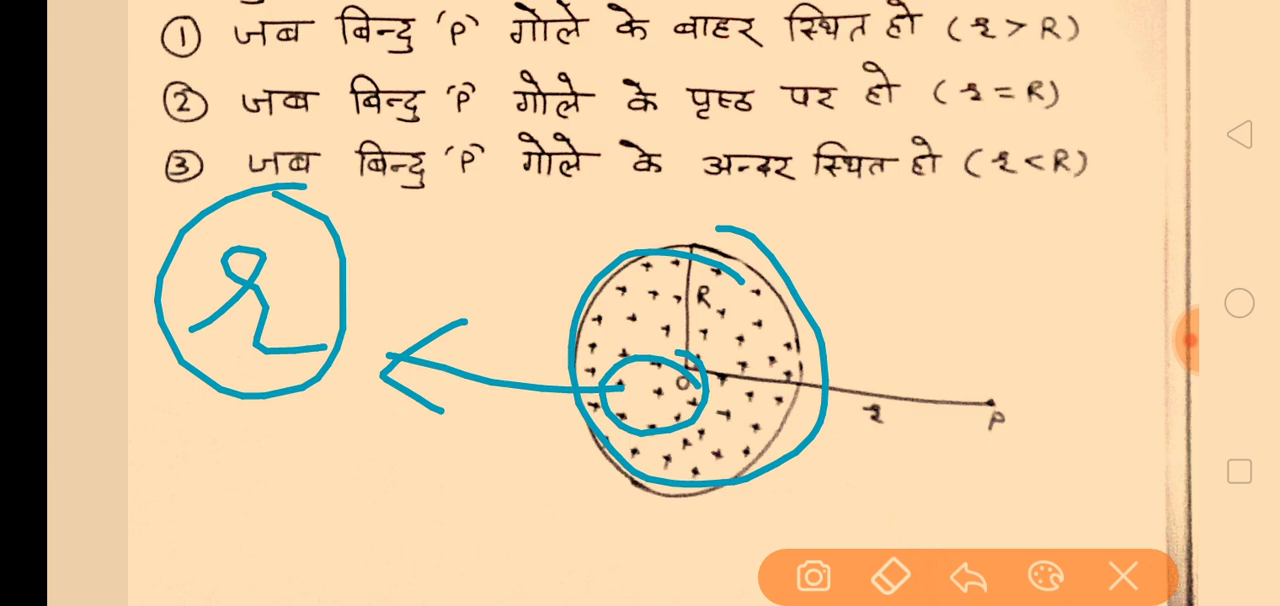 ① जब बिन्दु 'P' गोले के बाहर स्थित हो ( r > R )
② जब बिन्दु 'P' गोले के पृष्ठ पर हो ( r = R )
③ जब बिन्दु 'P' गोले के अन्दर स्थित हो ( r < R )
R
O
r
P